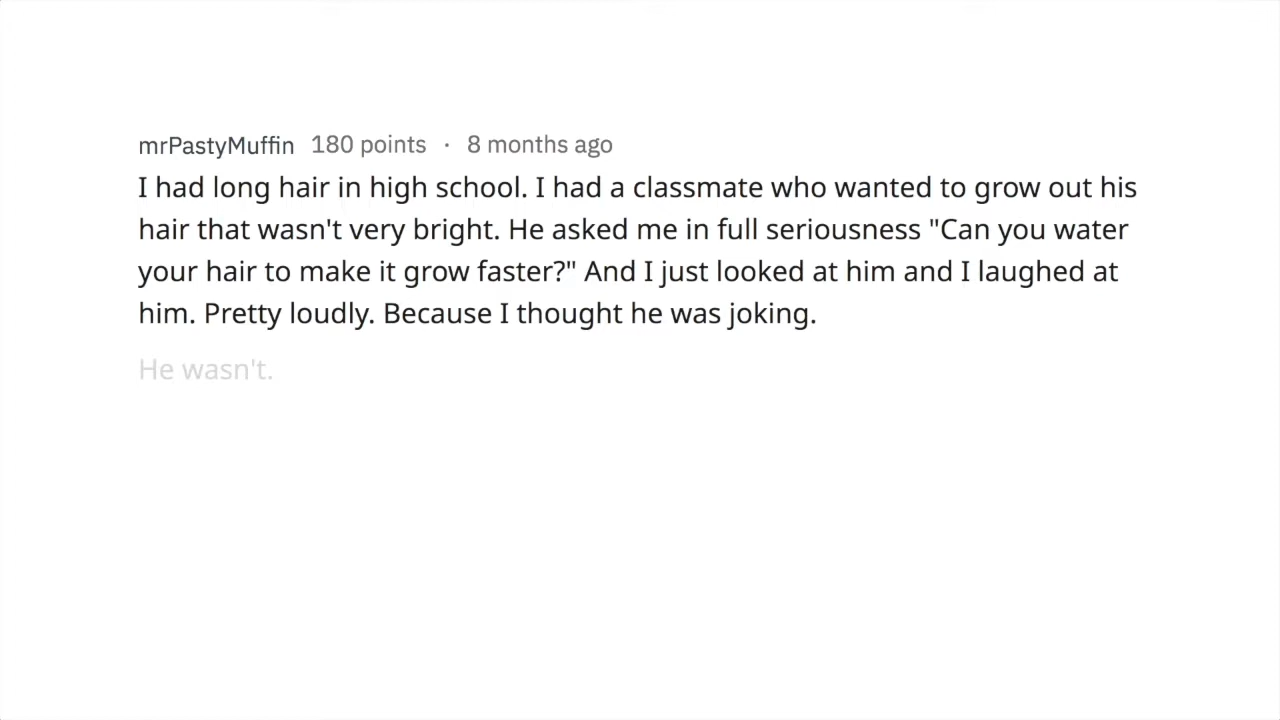 mrPastyMuffin 180 points · 8 months ago
I had long hair in high school. I had a classmate who wanted to grow out his
hair that wasn't very bright. He asked me in full seriousness "Can you water
your hair to make it grow faster?" And I just looked at him and I laughed at
him. Pretty loudly. Because I thought he was joking.
He wasn't.